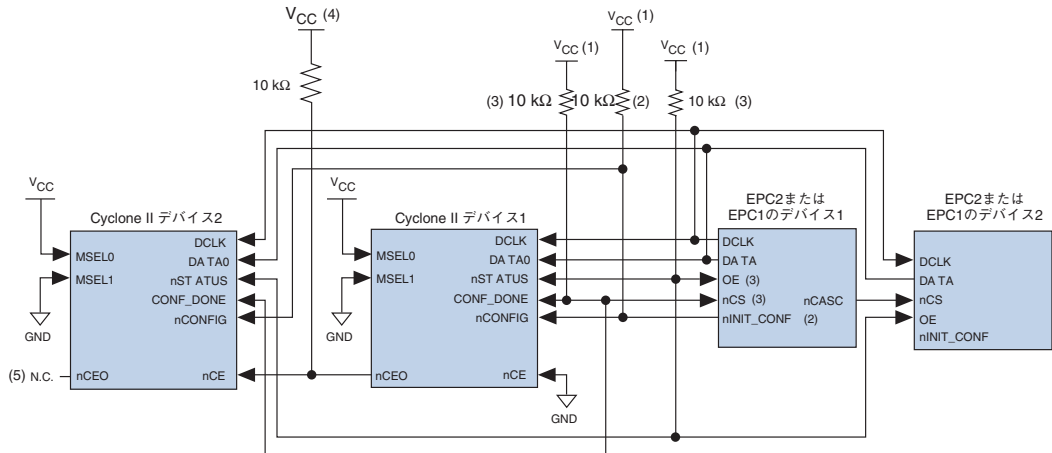 VCC (4)
10 kΩ
VCC (1)
VCC (1)
VCC (1)
(3) 10 kΩ
10 kΩ (2)
10 kΩ (3)
VCC
Cyclone II デバイス2
MSEL0
MSEL1
GND
DCLK
DATA0
nSTATUS
CONF_DONE
nCONFIG
(5) N.C.
nCEO
nCE
VCC
Cyclone II デバイス1
MSEL0
MSEL1
GND
DCLK
DATA0
nSTATUS
CONF_DONE
nCONFIG
nCEO
nCE
GND
EPC2または
EPC1のデバイス1
DCLK
DATA
OE (3)
nCS (3)
nCASC
nINIT_CONF (2)
EPC2または
EPC1のデバイス2
DCLK
DATA
nCS
OE
nINIT_CONF